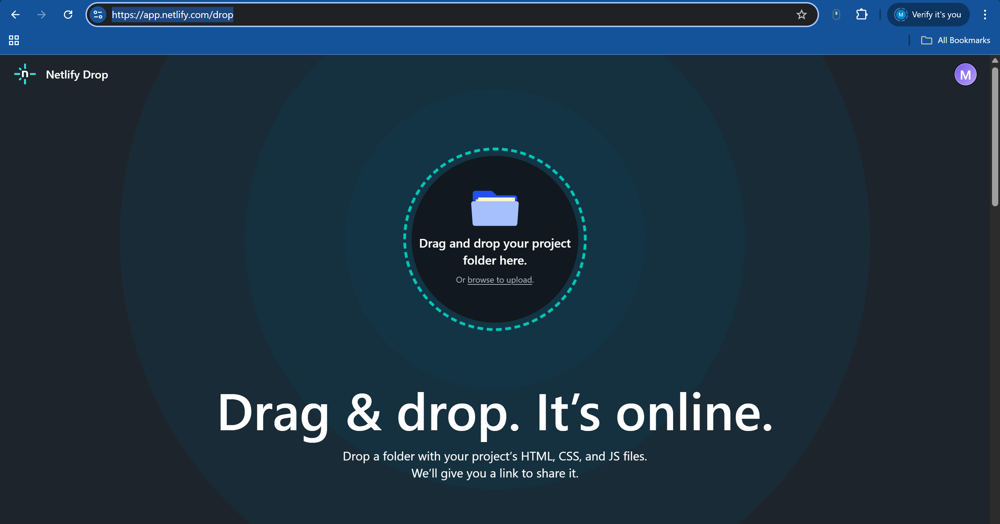 https://app.netlify.com/drop
M
Verify it's you
All Bookmarks
n
Netlify Drop
M
Drag and drop your project
folder here.
Or browse to upload.
Drag & drop. It’s online.
Drop a folder with your project’s HTML, CSS, and JS files.
We’ll give you a link to share it.